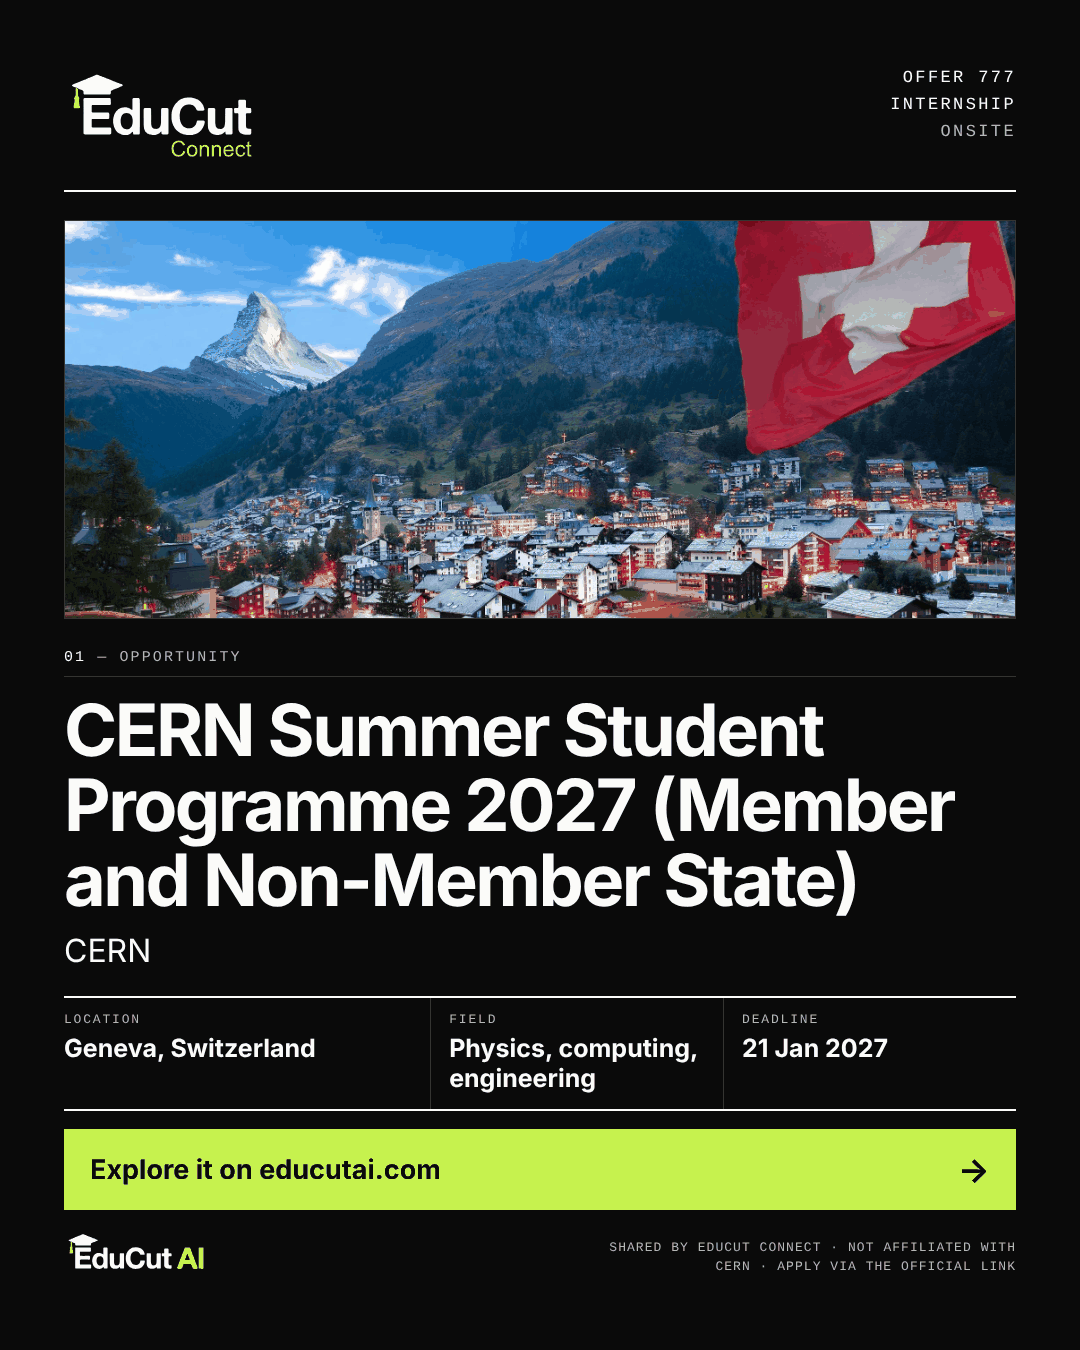 EduCut
Connect
OFFER 777
INTERNSHIP
ONSITE
01 — OPPORTUNITY
CERN Summer Student
Programme 2027 (Member
and Non-Member State)
CERN
LOCATION
Geneva, Switzerland
FIELD
Physics, computing,
engineering
DEADLINE
21 Jan 2027
Explore it on educutai.com →
EduCut AI
SHARED BY EDUCUT CONNECT · NOT AFFILIATED WITH
CERN · APPLY VIA THE OFFICIAL LINK